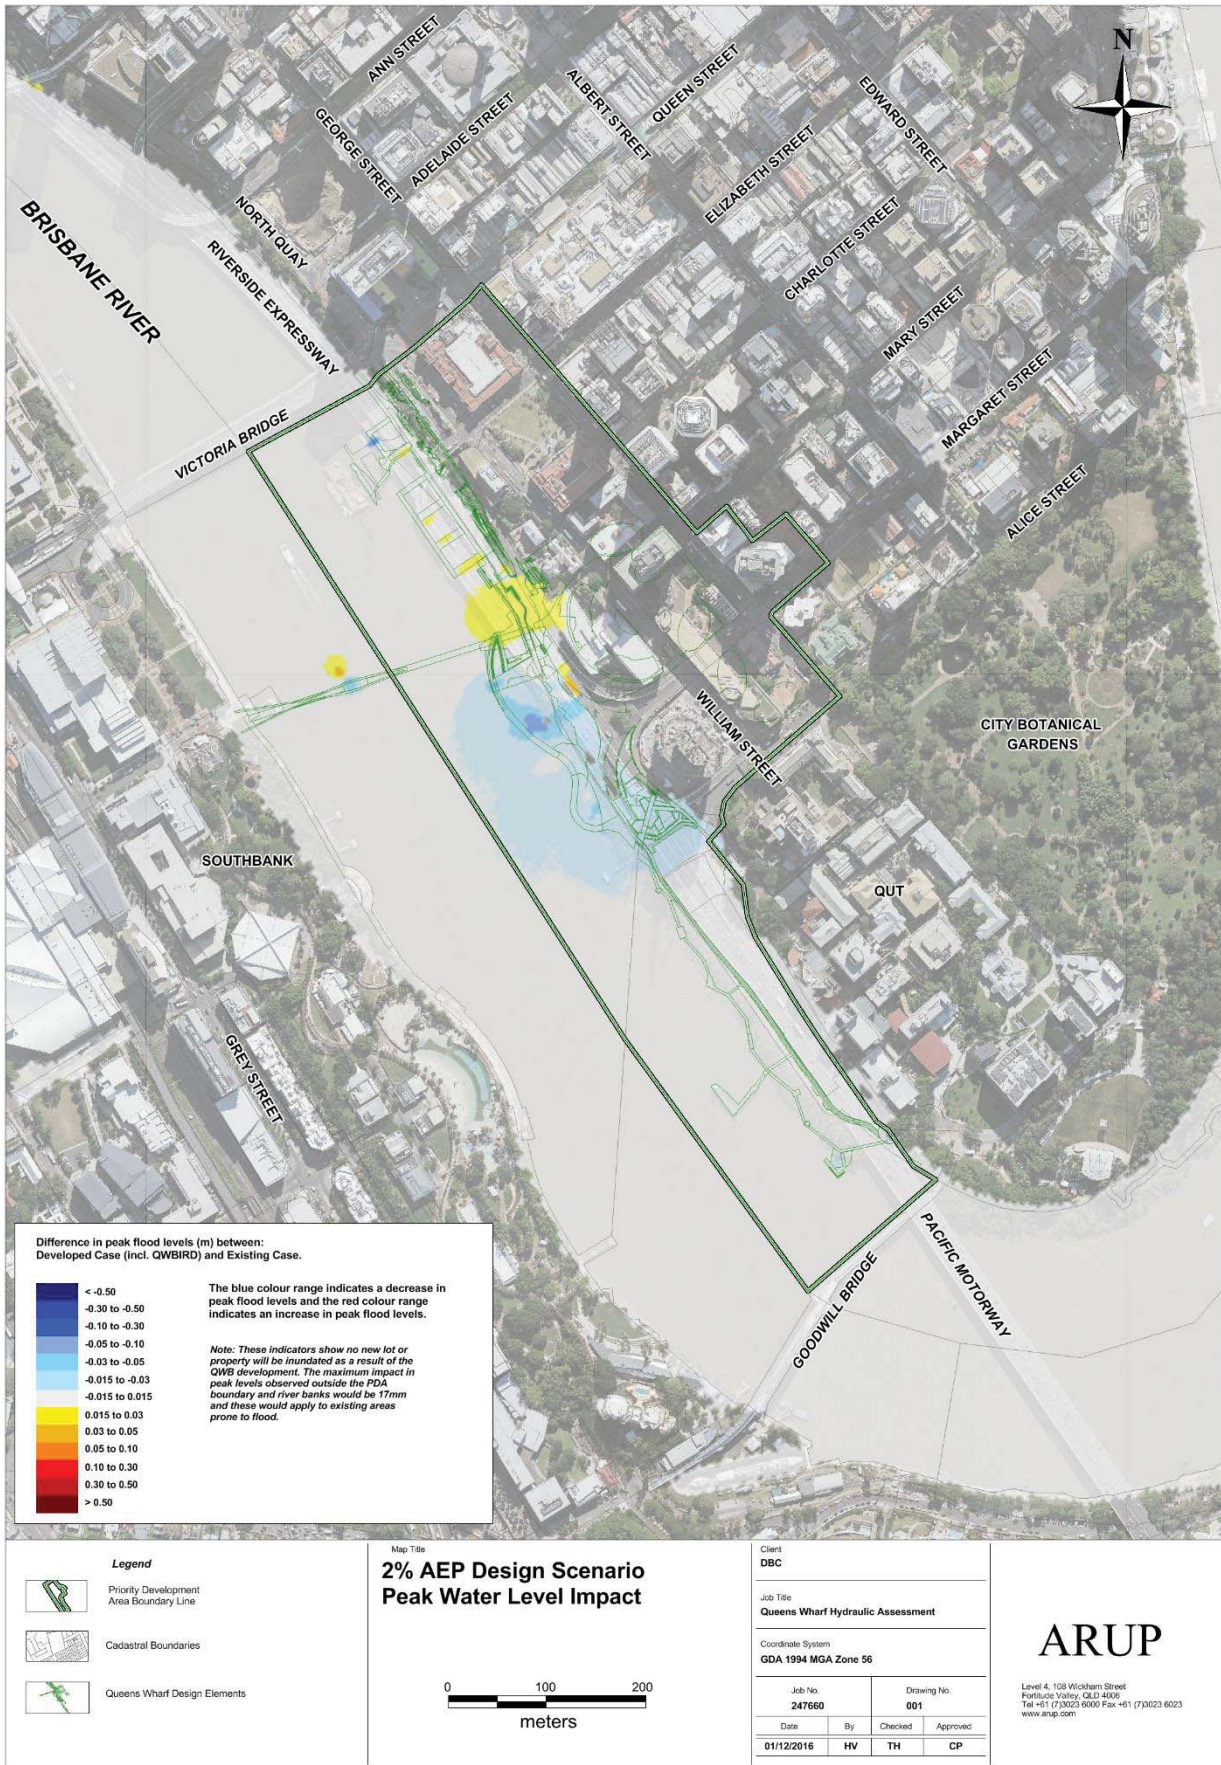 N
ANN STREET
ALBERT STREET
QUEEN STREET
EDWARD STREET
GEORGE STREET
ADELAIDE STREET
ELIZABETH STREET
NORTH QUAY
BRISBANE RIVER
RIVERSIDE EXPRESSWAY
CHARLOTTE STREET
MARY STREET
MARGARET STREET
VICTORIA BRIDGE
ALICE STREET
WILLIAM STREET
CITY BOTANICAL
GARDENS
SOUTHBANK
QUT
GREY STREET
PACIFIC MOTORWAY
GOODWILL BRIDGE
Difference in peak flood levels (m) between:
Developed Case (incl. QWBIRD) and Existing Case.
< -0.50
-0.30 to -0.50
-0.10 to -0.30
-0.05 to -0.10
-0.03 to -0.05
-0.015 to -0.03
-0.015 to 0.015
0.015 to 0.03
0.03 to 0.05
0.05 to 0.10
0.10 to 0.30
0.30 to 0.50
> 0.50
The blue colour range indicates a decrease in
peak flood levels and the red colour range
indicates an increase in peak flood levels.
Note: These indicators show no new lot or
property will be inundated as a result of the
QWB development. The maximum impact in
peak levels observed outside the PDA
boundary and river banks would be 17mm
and these would apply to existing areas
prone to flood.
Legend
Priority Development
Area Boundary Line
Cadastral Boundaries
Queens Wharf Design Elements
Map Title
2% AEP Design Scenario
Peak Water Level Impact
0 100 200
meters
Client
DBC
Job Title
Queens Wharf Hydraulic Assessment
Coordinate System
GDA 1994 MGA Zone 56
Job No. Drawing No.
247660 001
Date By Checked Approved
01/12/2016 HV TH CP
ARUP
Level 4, 108 Wickham Street
Fortitude Valley, QLD 4006
Tel +61 (7)3023 6000 Fax +61 (7)3023 6023
www.arup.com